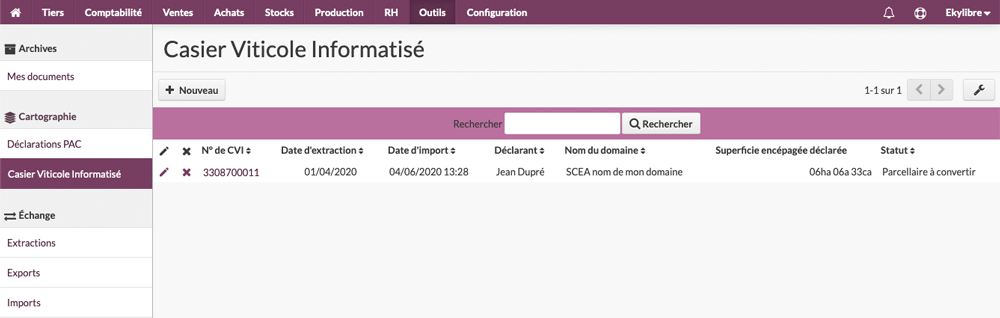 Tiers Comptabilité Ventes Achats Stocks Production RH Outils Configuration Ekylibre
Archives
Mes documents
Cartographie
Déclarations PAC
Casier Viticole Informatisé
Échange
Extractions
Exports
Imports
Casier Viticole Informatisé
Nouveau
1-1 sur 1
Rechercher Rechercher
N° de CVI Date d'extraction Date d'import Déclarant Nom du domaine Superficie encépagée déclarée Statut
3308700011 01/04/2020 04/06/2020 13:28 Jean Dupré SCEA nom de mon domaine 06ha 06a 33ca Parcellaire à convertir